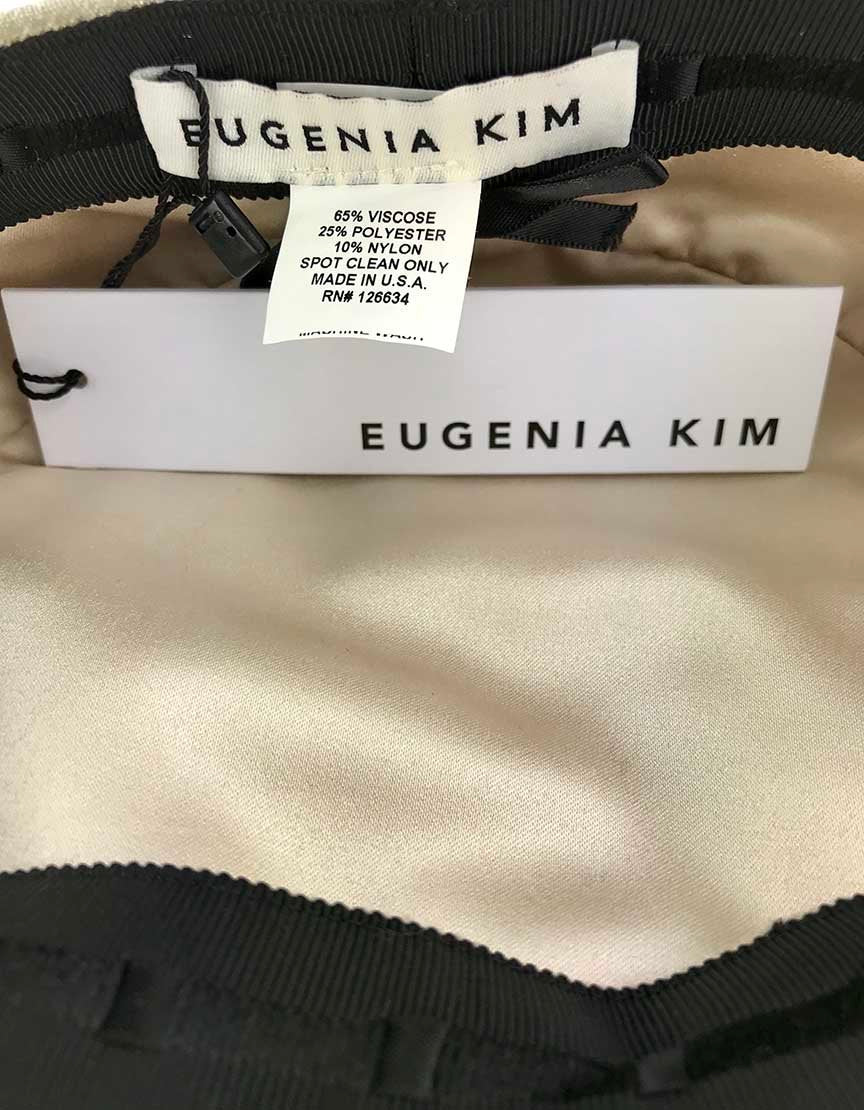 EUGENIA KIM
65% VISCOSE
25% POLYESTER
10% NYLON
SPOT CLEAN ONLY
MADE IN U.S.A.
RN# 126634
EUGENIA KIM